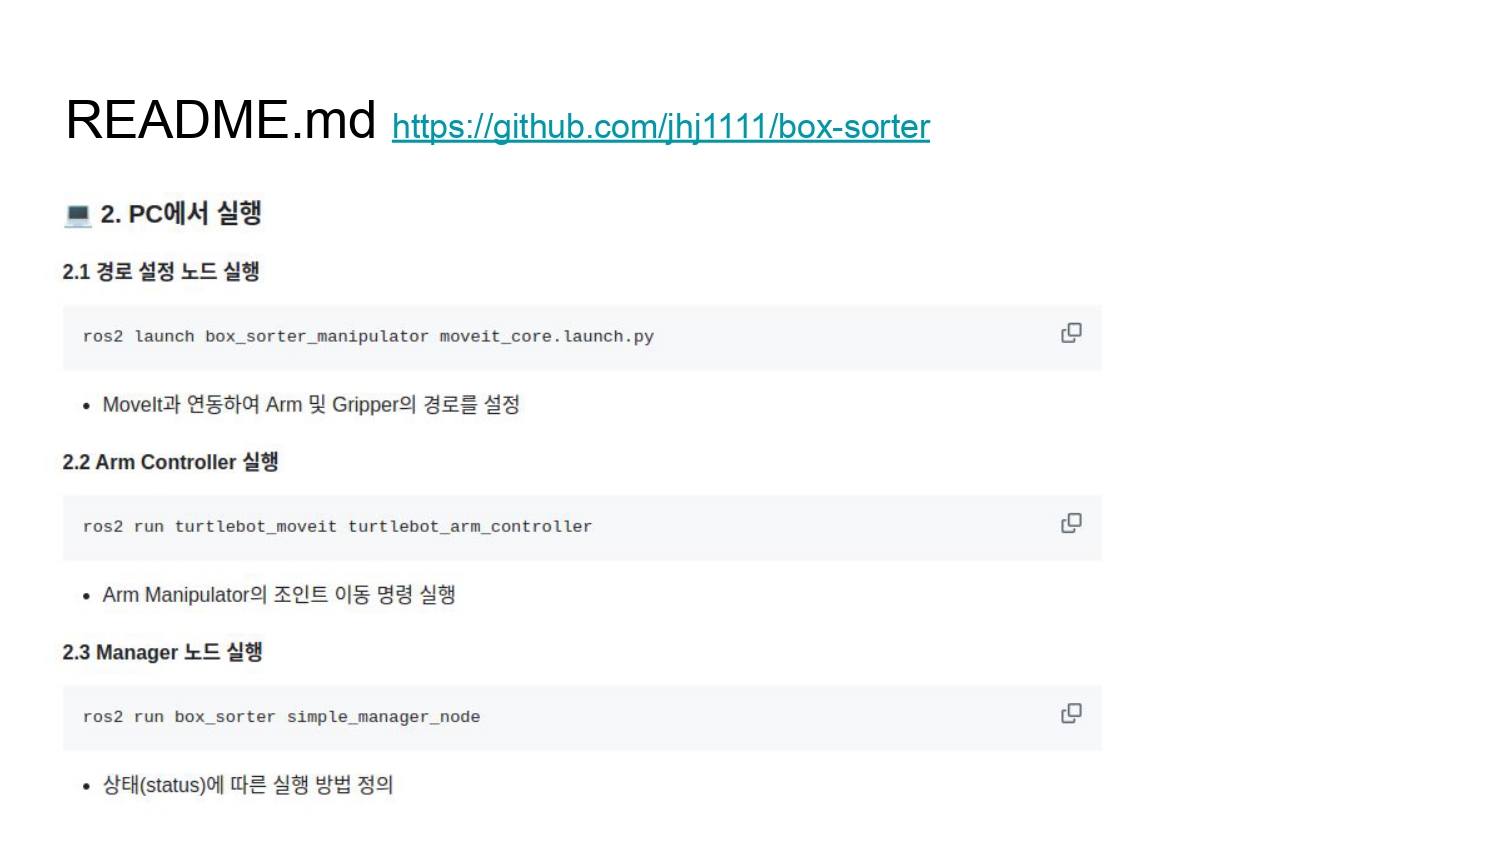 README.md https://github.com/jhj1111/box-sorter
💻 2. PC에서 실행
2.1 경로 설정 노드 실행
ros2 launch box_sorter_manipulator moveit_core.launch.py
• MoveIt과 연동하여 Arm 및 Gripper의 경로를 설정
2.2 Arm Controller 실행
ros2 run turtlebot_moveit turtlebot_arm_controller
• Arm Manipulator의 조인트 이동 명령 실행
2.3 Manager 노드 실행
ros2 run box_sorter simple_manager_node
• 상태(status)에 따른 실행 방법 정의